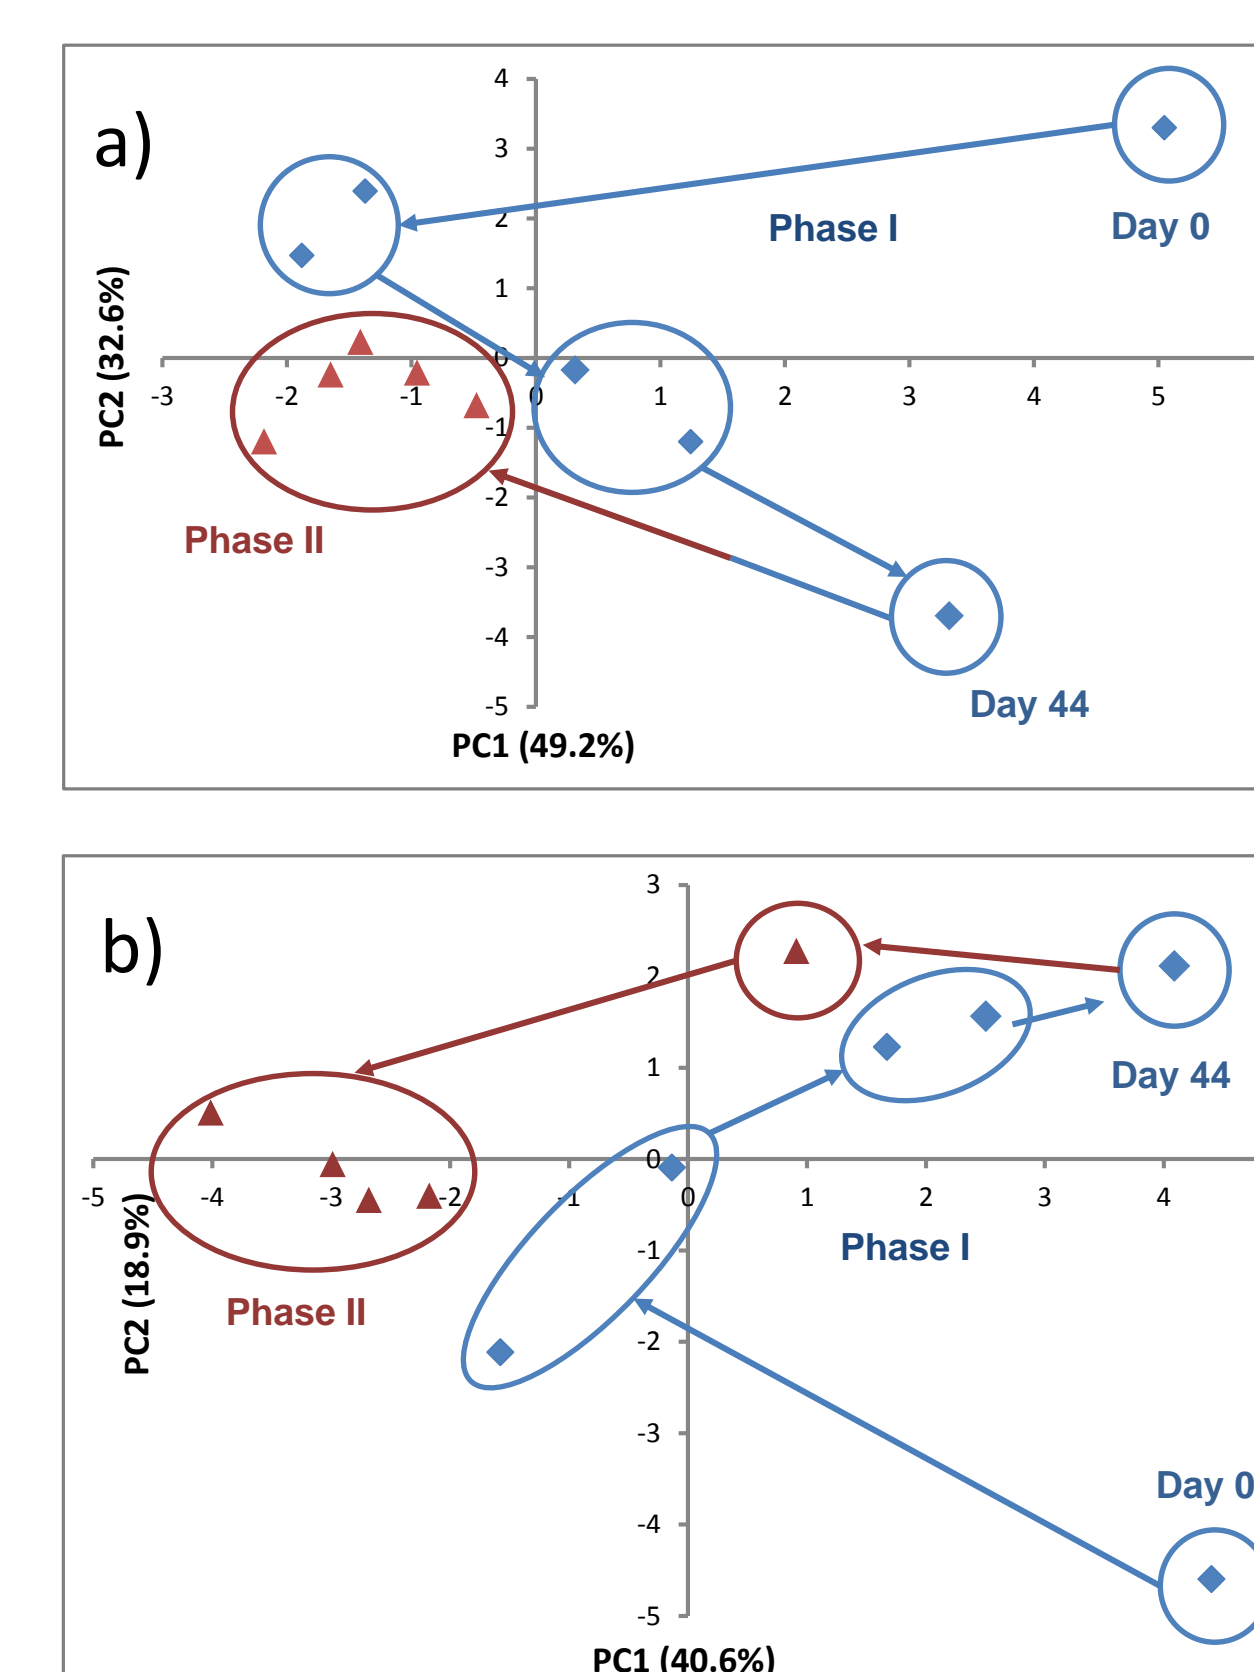 a)
4
3
2
1
0
-1
-2
-3
-4
-5
-3 -2 -1 0 1 2 3 4 5
PC2 (32.6%)
PC1 (49.2%)
Phase I
Day 0
Phase II
Day 44
b)
3
2
1
0
-1
-2
-3
-4
-5
-5 -4 -3 -2 -1 0 1 2 3 4
PC2 (18.9%)
Day 44
Phase I
Phase II
Day 0
PC1 (40.6%)